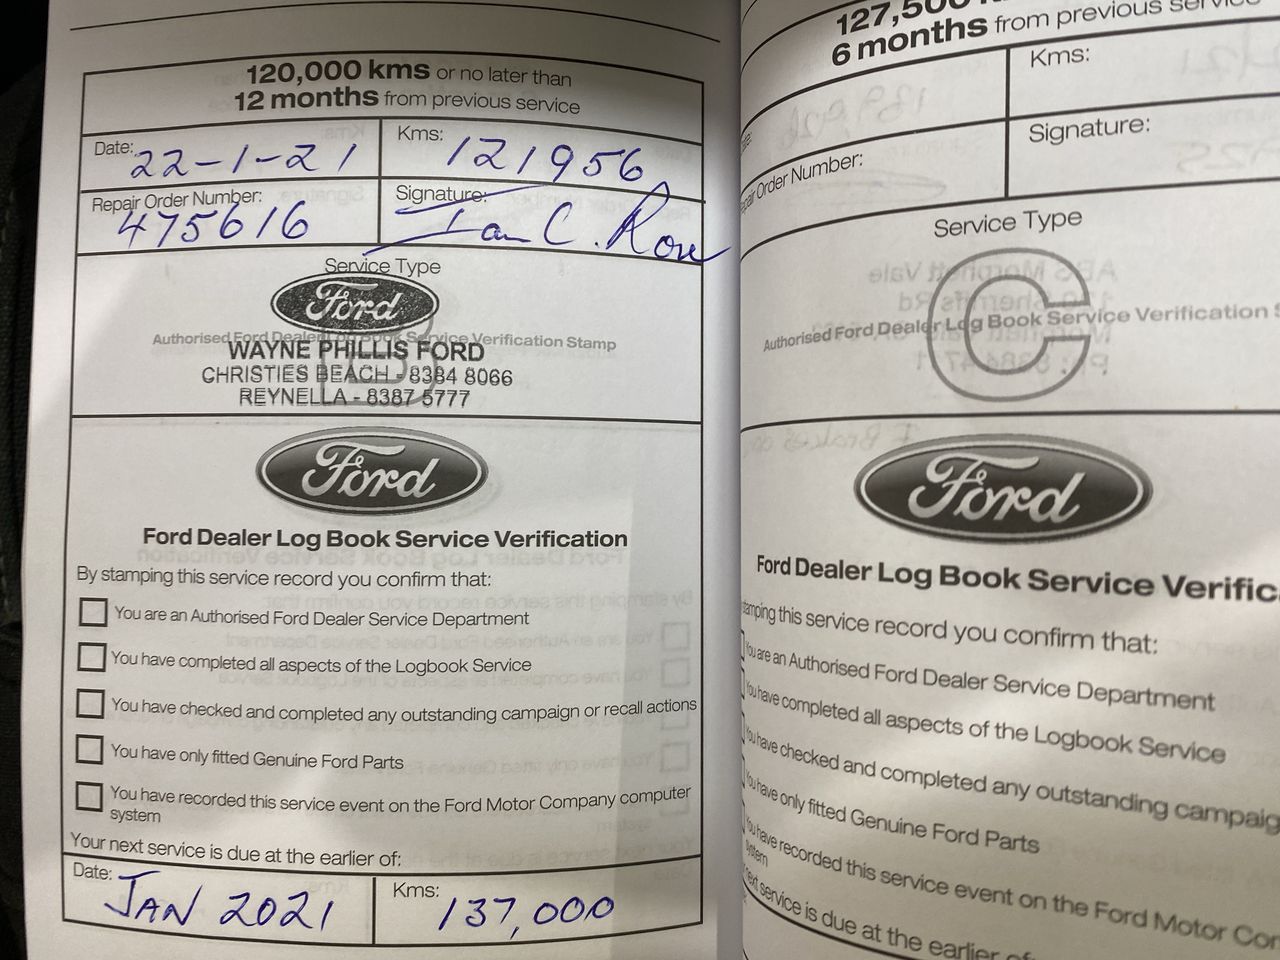 120,000 kms or no later than
12 months from previous service
Date: 22-1-21
Kms: 121956
Repair Order Number: 475616
Signature: Ian C. Rowe
Service Type
Ford
Authorised Ford Dealer Log Book Service Verification Stamp
B
WAYNE PHILLIS FORD
CHRISTIES BEACH - 8384 8066
REYNELLA - 8387 5777
Ford
Ford Dealer Log Book Service Verification
By stamping this service record you confirm that:
You are an Authorised Ford Dealer Service Department
You have completed all aspects of the Logbook Service
You have checked and completed any outstanding campaign or recall actions
You have only fitted Genuine Ford Parts
You have recorded this service event on the Ford Motor Company computer
system
Your next service is due at the earlier of:
Date: JAN 2021
Kms: 137,000
127,500
6 months from previous service
Kms:
Order Number:
Signature:
Service Type
C
Authorised Ford Dealer Log Book Service Verification S
Ford
Ford Dealer Log Book Service Verific
stamping this service record you confirm that:
You are an Authorised Ford Dealer Service Department
You have completed all aspects of the Logbook Service
You have checked and completed any outstanding campaig
You have only fitted Genuine Ford Parts
You have recorded this service event on the Ford Motor Co
system
next service is due at the earlier of